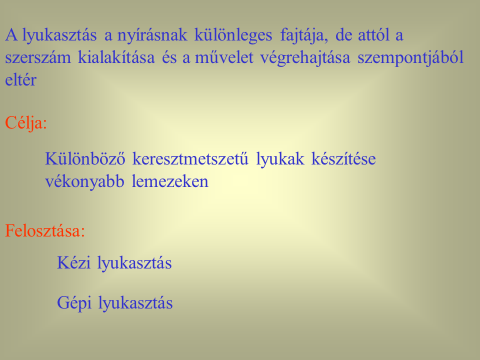 A lyukasztás a nyírásnak különleges fajtája, de attól a
szerszám kialakítása és a művelet végrehajtása szempontjából
eltér
Célja:
Különböző keresztmetszetű lyukak készítése
vékonyabb lemezeken
Felosztása:
Kézi lyukasztás
Gépi lyukasztás